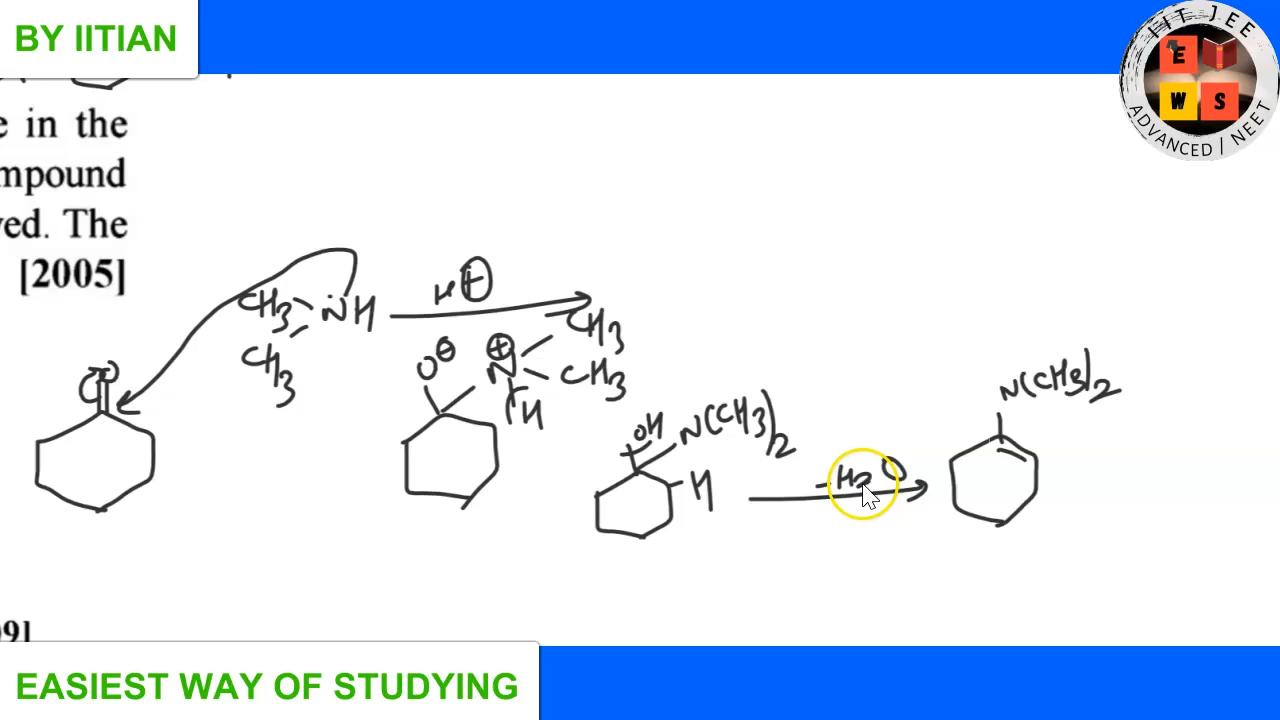 BY IITIAN
IIT JEE
E
W S
ADVANCED | NEET
e in the
mpound
ved. The
[2005]
H⊕
CH3
NH
CH3
CH3
O⊖
⊕
N
CH3
H
O
OH
N(CH3)2
H
-H2O
N(CH3)2
09]
EASIEST WAY OF STUDYING